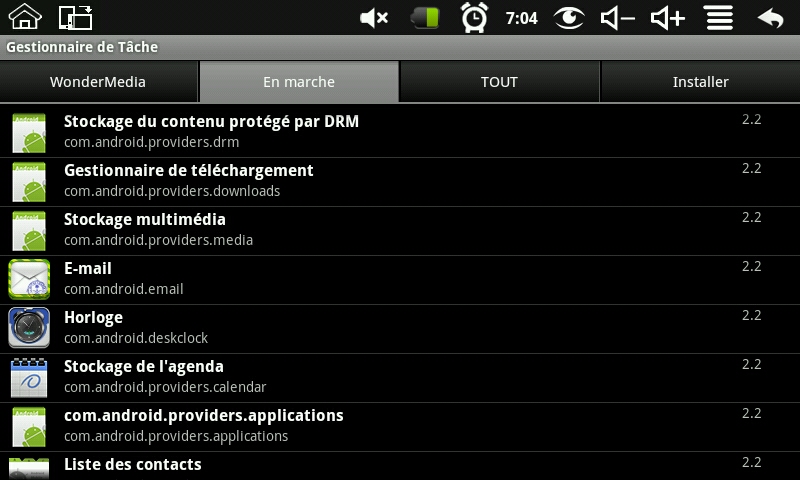 7:04
Gestionnaire de Tâche
WonderMedia
En marche
TOUT
Installer
Stockage du contenu protégé par DRM
2.2
com.android.providers.drm
Gestionnaire de téléchargement
2.2
com.android.providers.downloads
Stockage multimédia
2.2
com.android.providers.media
E-mail
2.2
com.android.email
Horloge
2.2
com.android.deskclock
Stockage de l'agenda
2.2
com.android.providers.calendar
com.android.providers.applications
2.2
com.android.providers.applications
Liste des contacts
2.2